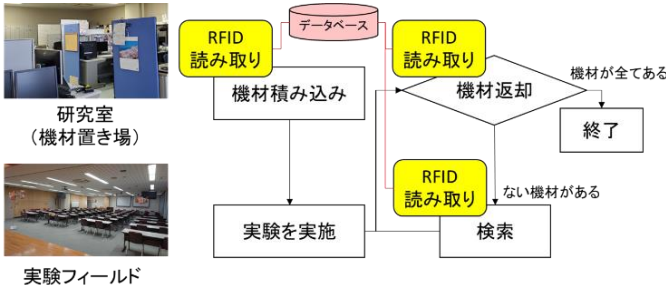 研究室
（機材置き場）
実験フィールド
データベース
RFID
読み取り
機材積み込み
実験を実施
RFID
読み取り
機材返却
機材が全てある
終了
ない機材がある
RFID
読み取り
検索